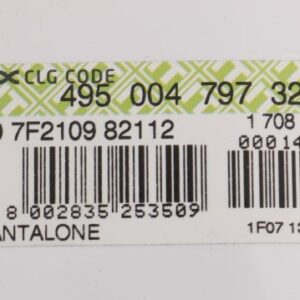 CLG CODE
495 004 797 32
7F2109 82112
1 708
00014
8 002835 253509
ANTALONE
1F07 13